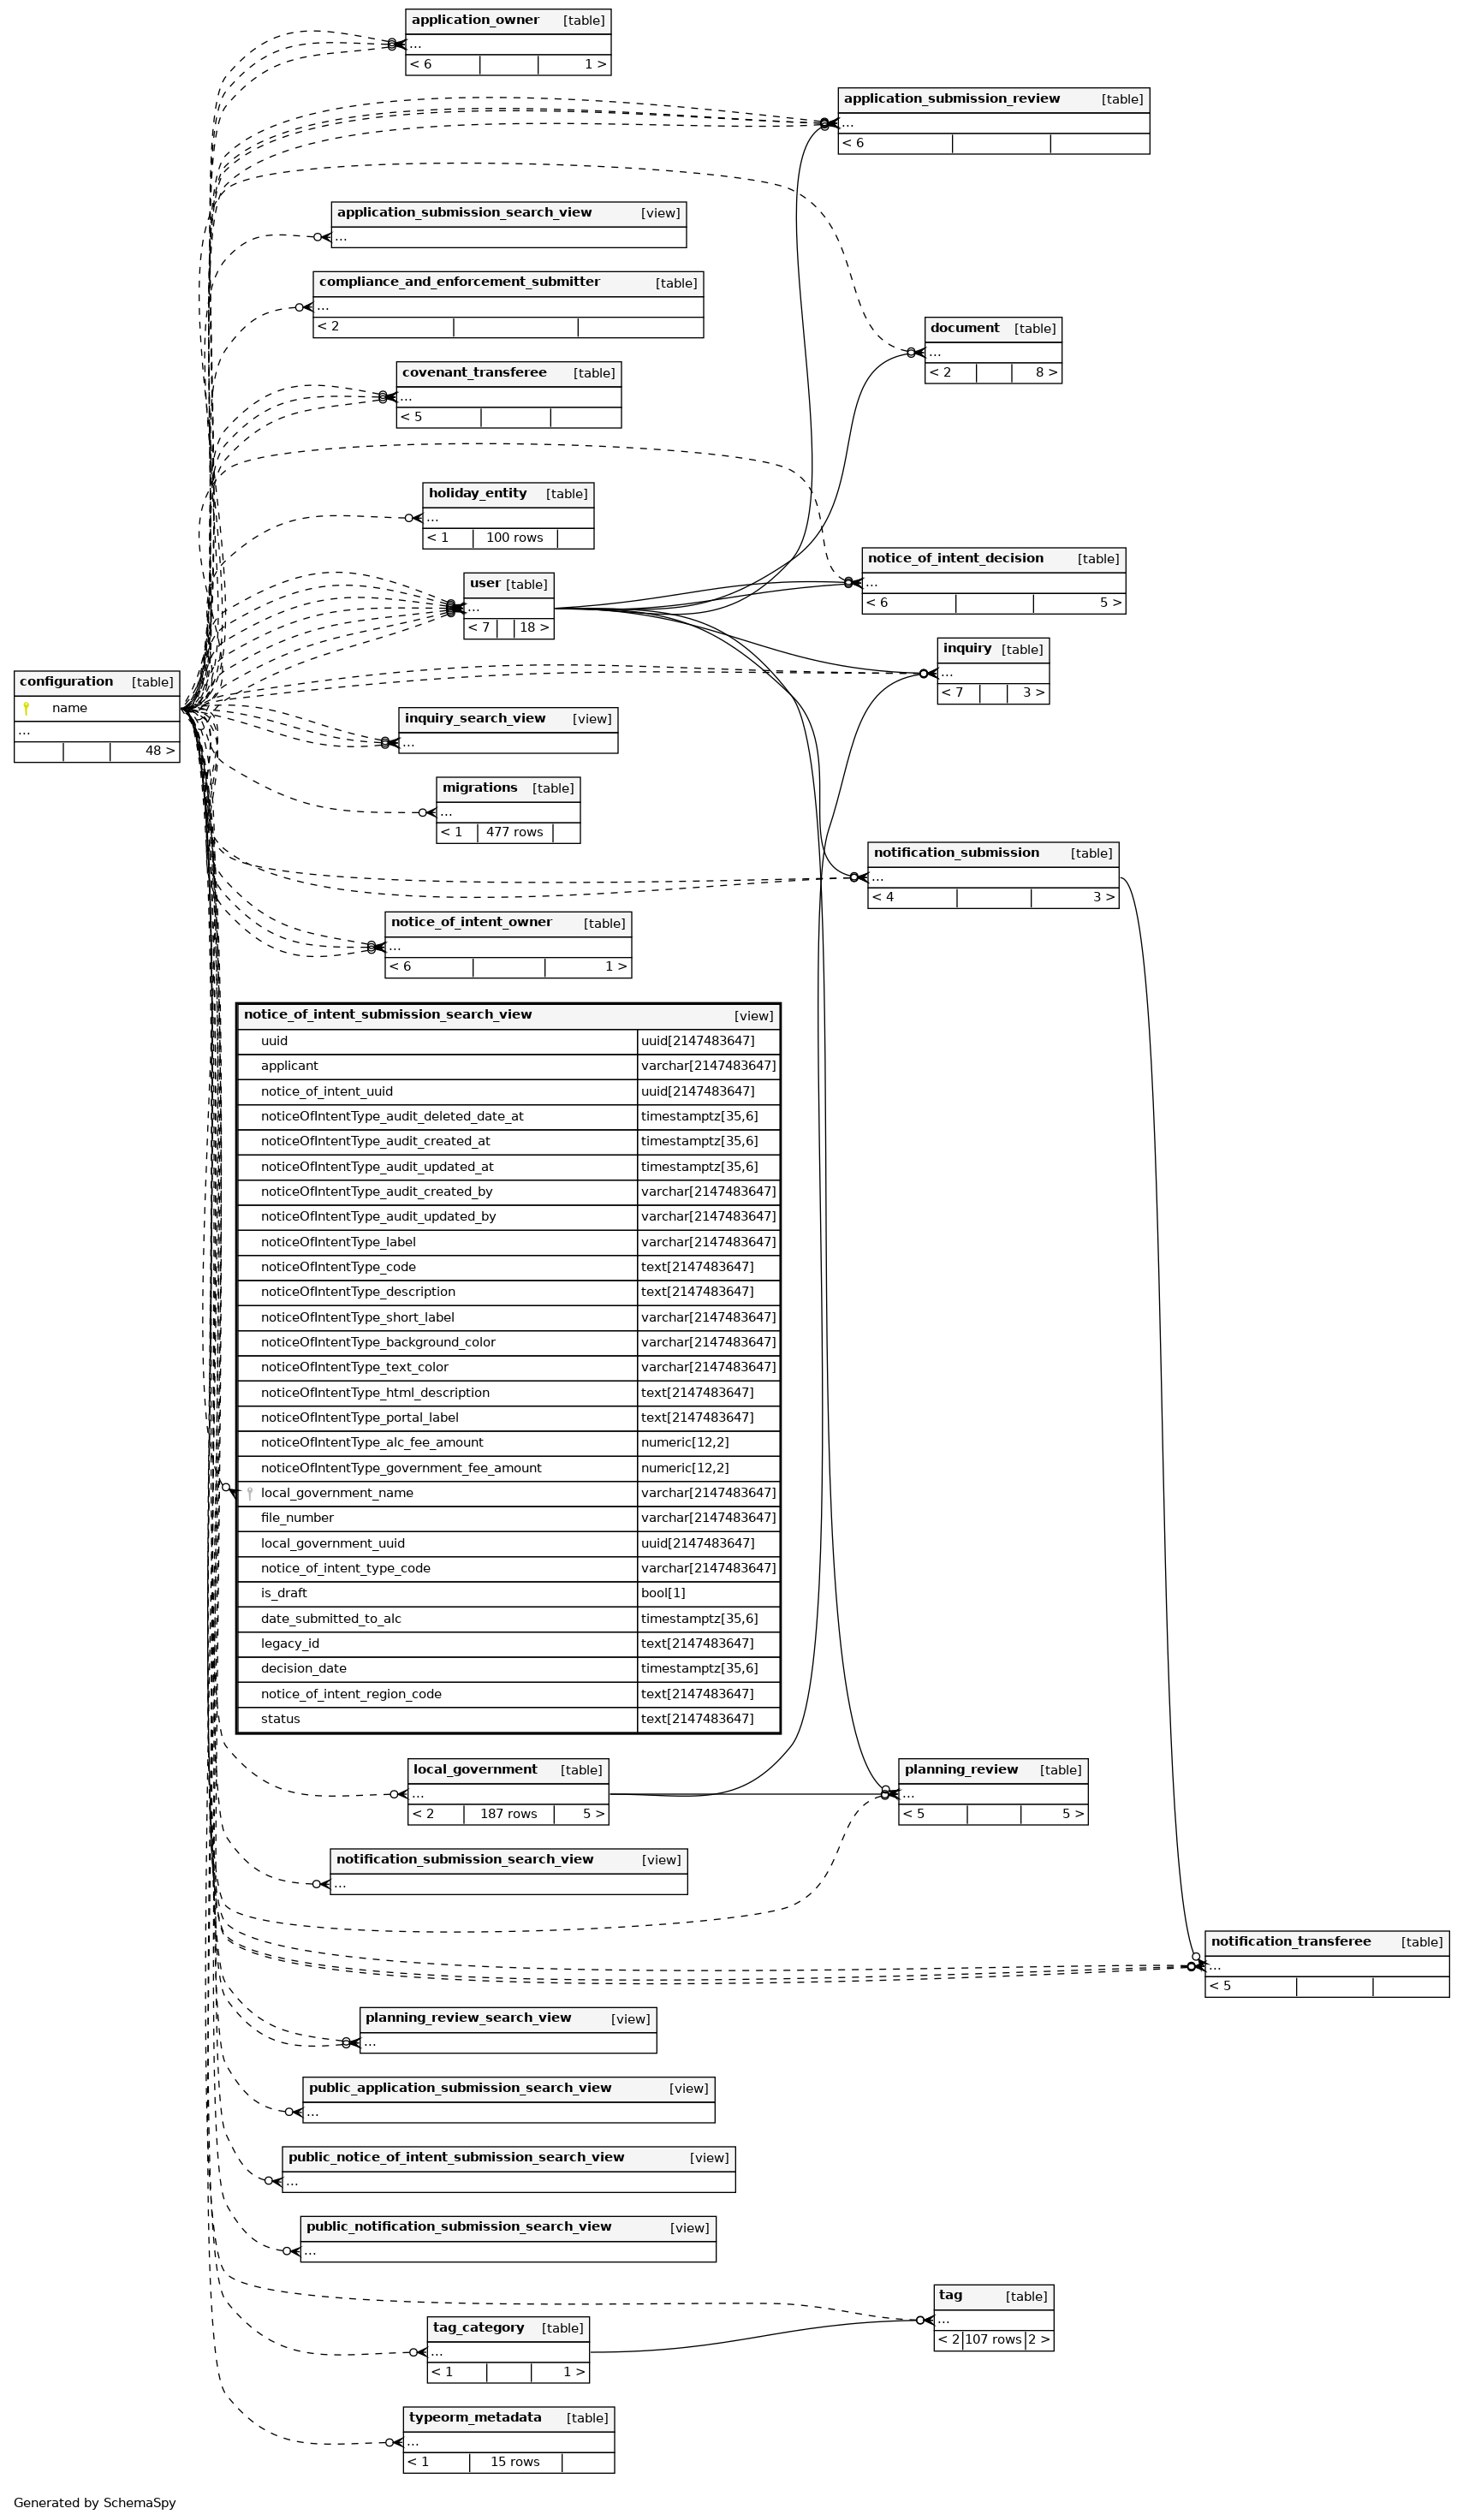 application_owner [table]
...
< 6 1 >
application_submission_review [table]
...
< 6
application_submission_search_view [view]
...
compliance_and_enforcement_submitter [table]
...
< 2
document [table]
...
< 2 8 >
covenant_transferee [table]
...
< 5
holiday_entity [table]
...
< 1 100 rows
notice_of_intent_decision [table]
...
< 6 5 >
user [table]
...
< 7 18 >
inquiry [table]
...
< 7 3 >
configuration [table]
name
...
48 >
inquiry_search_view [view]
...
migrations [table]
...
< 1 477 rows
notification_submission [table]
...
< 4 3 >
notice_of_intent_owner [table]
...
< 6 1 >
notice_of_intent_submission_search_view [view]
uuid uuid[2147483647]
applicant varchar[2147483647]
notice_of_intent_uuid uuid[2147483647]
noticeOfIntentType_audit_deleted_date_at timestamptz[35,6]
noticeOfIntentType_audit_created_at timestamptz[35,6]
noticeOfIntentType_audit_updated_at timestamptz[35,6]
noticeOfIntentType_audit_created_by varchar[2147483647]
noticeOfIntentType_audit_updated_by varchar[2147483647]
noticeOfIntentType_label varchar[2147483647]
noticeOfIntentType_code text[2147483647]
noticeOfIntentType_description text[2147483647]
noticeOfIntentType_short_label varchar[2147483647]
noticeOfIntentType_background_color varchar[2147483647]
noticeOfIntentType_text_color varchar[2147483647]
noticeOfIntentType_html_description text[2147483647]
noticeOfIntentType_portal_label text[2147483647]
noticeOfIntentType_alc_fee_amount numeric[12,2]
noticeOfIntentType_government_fee_amount numeric[12,2]
local_government_name varchar[2147483647]
file_number varchar[2147483647]
local_government_uuid uuid[2147483647]
notice_of_intent_type_code varchar[2147483647]
is_draft bool[1]
date_submitted_to_alc timestamptz[35,6]
legacy_id text[2147483647]
decision_date timestamptz[35,6]
notice_of_intent_region_code text[2147483647]
status text[2147483647]
local_government [table]
...
< 2 187 rows 5 >
planning_review [table]
...
< 5 5 >
notification_submission_search_view [view]
...
notification_transferee [table]
...
< 5
planning_review_search_view [view]
...
public_application_submission_search_view [view]
...
public_notice_of_intent_submission_search_view [view]
...
public_notification_submission_search_view [view]
...
tag [table]
...
< 2 107 rows 2 >
tag_category [table]
...
< 1 1 >
typeorm_metadata [table]
...
< 1 15 rows
Generated by SchemaSpy